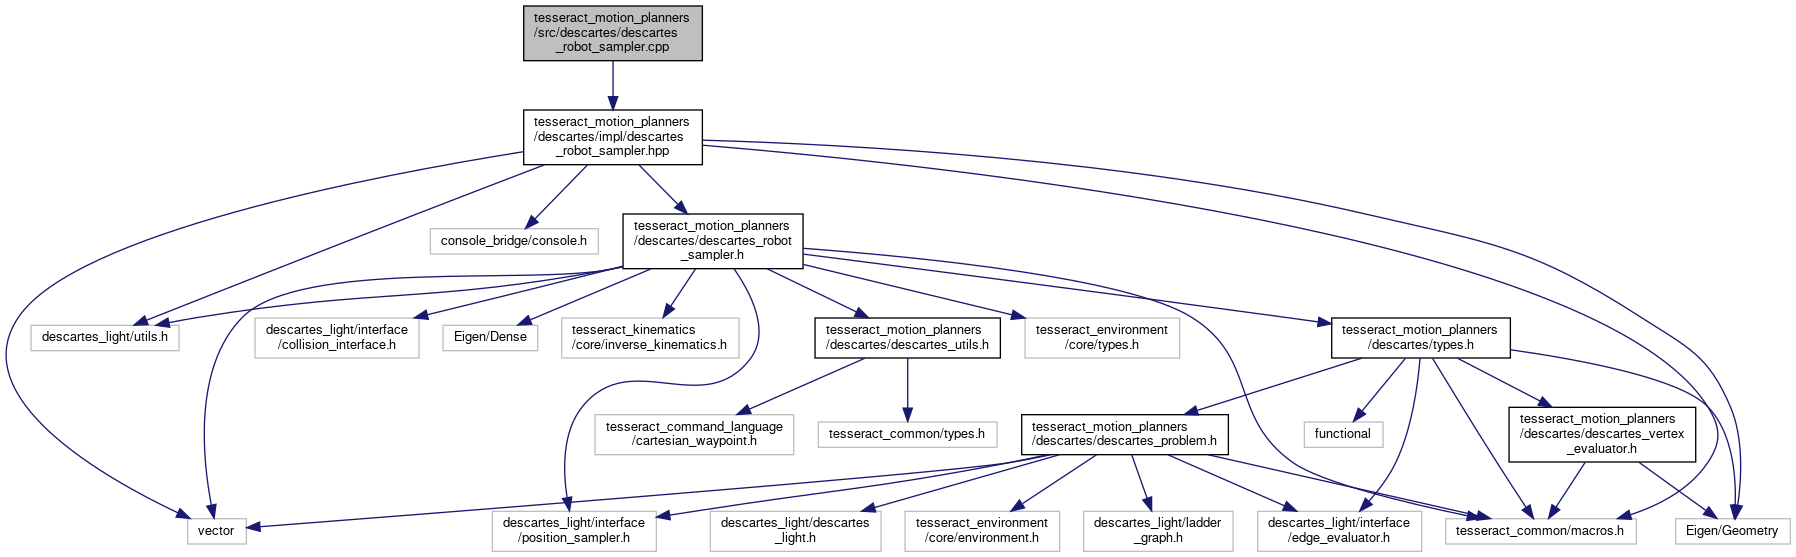 tesseract_motion_planners
/src/descartes/descartes
_robot_sampler.cpp
tesseract_motion_planners
/descartes/impl/descartes
_robot_sampler.hpp
console_bridge/console.h
tesseract_motion_planners
/descartes/descartes_robot
_sampler.h
descartes_light/utils.h
descartes_light/interface
/collision_interface.h
Eigen/Dense
tesseract_kinematics
/core/inverse_kinematics.h
tesseract_motion_planners
/descartes/descartes_utils.h
tesseract_environment
/core/types.h
tesseract_motion_planners
/descartes/types.h
tesseract_command_language
/cartesian_waypoint.h
tesseract_common/types.h
tesseract_motion_planners
/descartes/descartes_problem.h
functional
tesseract_motion_planners
/descartes/descartes_vertex
_evaluator.h
vector
descartes_light/interface
/position_sampler.h
descartes_light/descartes
_light.h
tesseract_environment
/core/environment.h
descartes_light/ladder
_graph.h
descartes_light/interface
/edge_evaluator.h
tesseract_common/macros.h
Eigen/Geometry